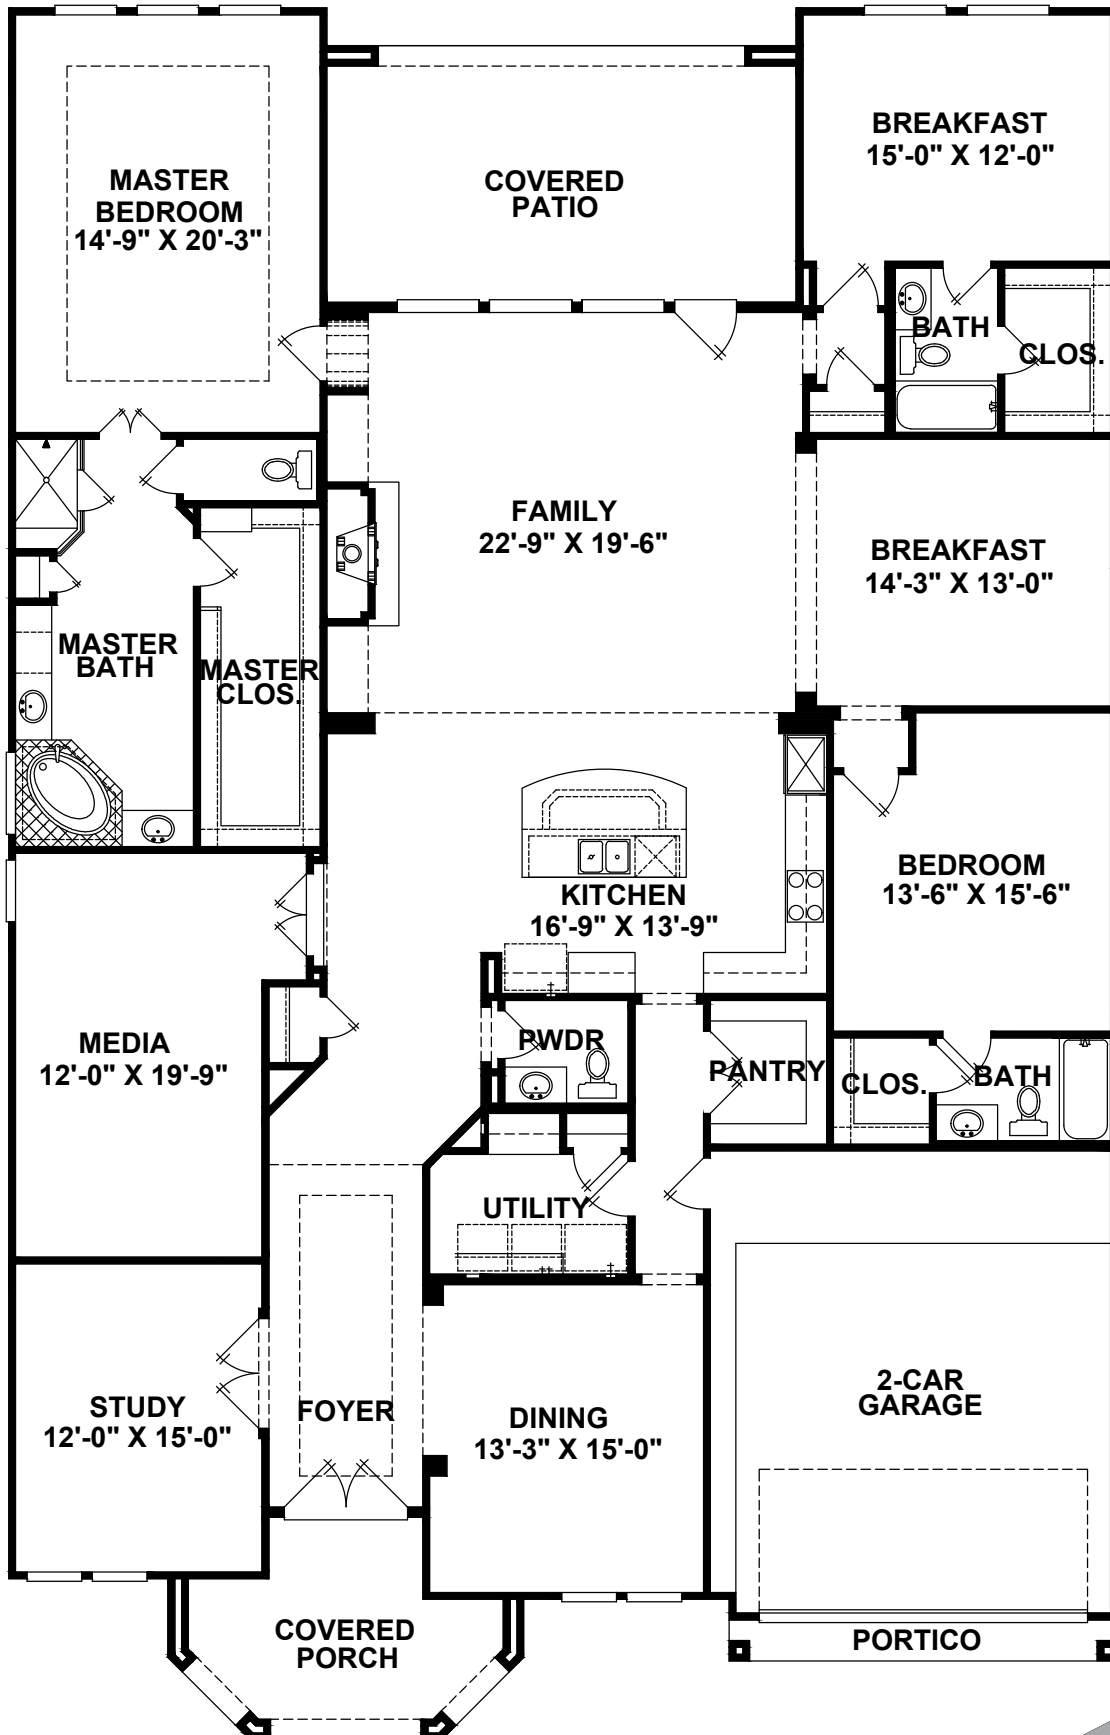 MASTER
BEDROOM
14'-9" X 20'-3"
COVERED
PATIO
BREAKFAST
15'-0" X 12'-0"
BATH
CLOS.
FAMILY
22'-9" X 19'-6"
BREAKFAST
14'-3" X 13'-0"
MASTER
BATH
MASTER
CLOS.
KITCHEN
16'-9" X 13'-9"
BEDROOM
13'-6" X 15'-6"
MEDIA
12'-0" X 19'-9"
PWDR
PANTRY
CLOS.
BATH
UTILITY
STUDY
12'-0" X 15'-0"
FOYER
DINING
13'-3" X 15'-0"
2-CAR
GARAGE
COVERED
PORCH
PORTICO